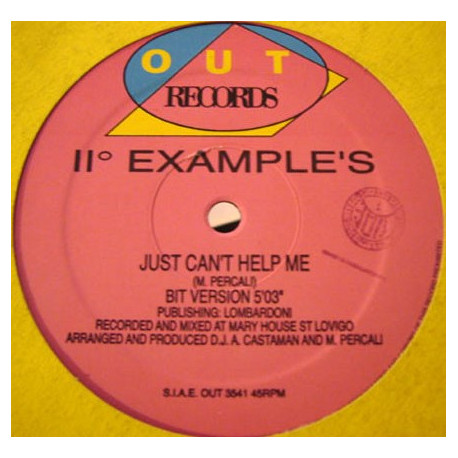 OUT
RECORDS
II° EXAMPLE'S
JUST CAN'T HELP ME
(M. PERCALI)
BIT VERSION 5'03"
PUBLISHING: LOMBARDONI
RECORDED AND MIXED AT MARY HOUSE ST LOVIGO
ARRANGED AND PRODUCED D.J. A. CASTAMAN AND M. PERCALI
S.I.A.E. OUT 3541 45RPM